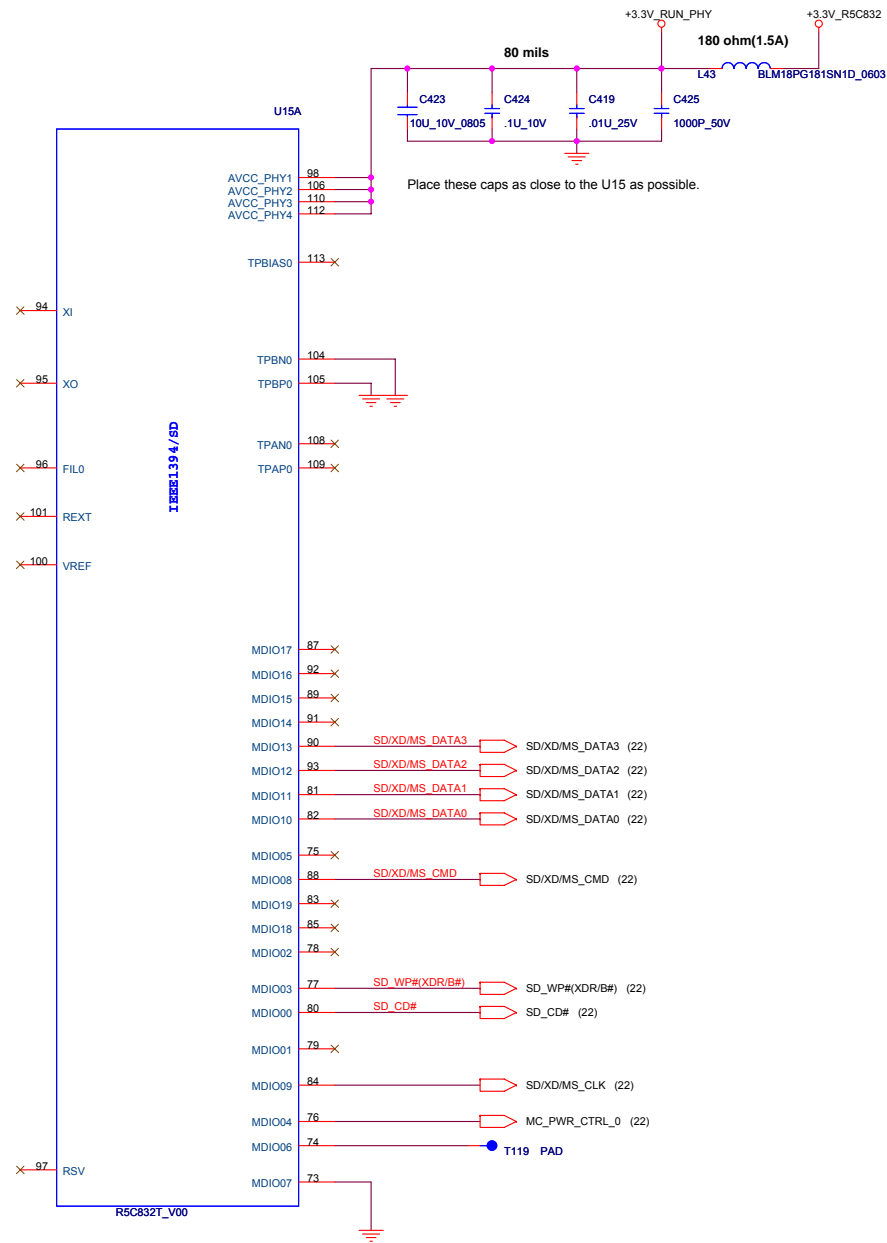 +3.3V_RUN_PHY
+3.3V_R5C832
180 ohm(1.5A)
80 mils
L43
BLM18PG181SN1D_0603
C423
10U_10V_0805
C424
.1U_10V
C419
.01U_25V
C425
1000P_50V
Place these caps as close to the U15 as possible.
U15A
AVCC_PHY1 98
AVCC_PHY2 106
AVCC_PHY3 110
AVCC_PHY4 112
TPBIAS0 113
94 XI
TPBN0 104
95 XO
TPBP0 105
IEEE1394/SD
TPAN0 108
96 FIL0
TPAP0 109
101 REXT
100 VREF
MDIO17 87
MDIO16 92
MDIO15 89
MDIO14 91
MDIO13 90 SD/XD/MS_DATA3 SD/XD/MS_DATA3 (22)
MDIO12 93 SD/XD/MS_DATA2 SD/XD/MS_DATA2 (22)
MDIO11 81 SD/XD/MS_DATA1 SD/XD/MS_DATA1 (22)
MDIO10 82 SD/XD/MS_DATA0 SD/XD/MS_DATA0 (22)
MDIO05 75
MDIO08 88 SD/XD/MS_CMD SD/XD/MS_CMD (22)
MDIO19 83
MDIO18 85
MDIO02 78
MDIO03 77 SD_WP#(XDR/B#) SD_WP#(XDR/B#) (22)
MDIO00 80 SD_CD# SD_CD# (22)
MDIO01 79
MDIO09 84 SD/XD/MS_CLK (22)
MDIO04 76 MC_PWR_CTRL_0 (22)
MDIO06 74 T119 PAD
97 RSV
MDIO07 73
R5C832T_V00